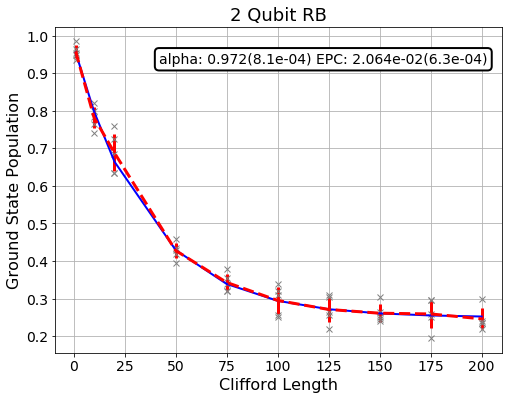 2 Qubit RB
alpha: 0.972(8.1e-04) EPC: 2.064e-02(6.3e-04)
Ground State Population
1.0
0.9
0.8
0.7
0.6
0.5
0.4
0.3
0.2
0 25 50 75 100 125 150 175 200
Clifford Length